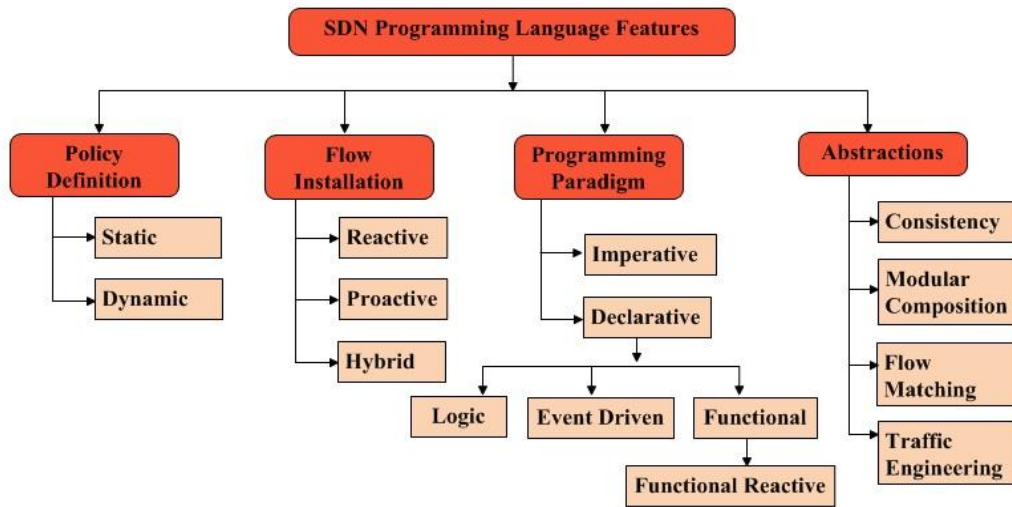 SDN Programming Language Features
Policy
Definition
Static
Dynamic
Flow
Installation
Reactive
Proactive
Hybrid
Programming
Paradigm
Imperative
Declarative
Logic
Event Driven
Functional
Functional Reactive
Abstractions
Consistency
Modular
Composition
Flow
Matching
Traffic
Engineering